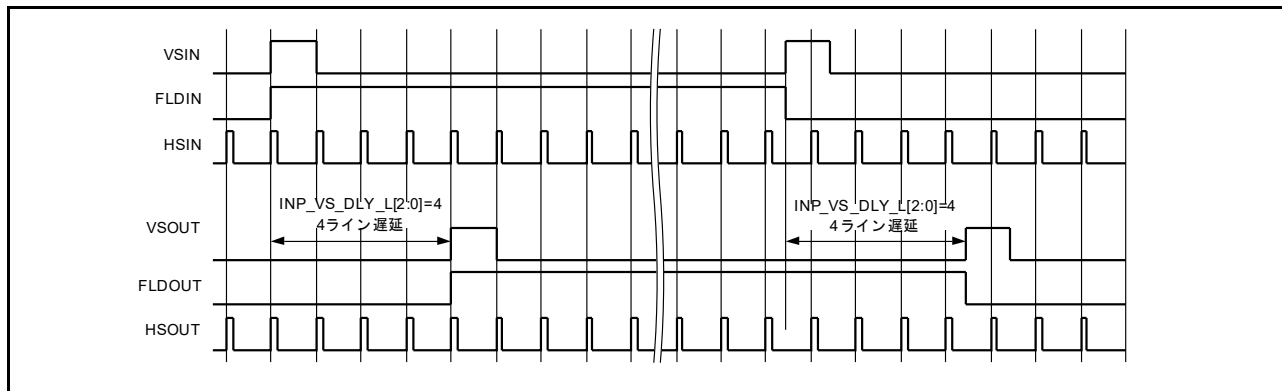 VSIN
FLDIN
HSIN
INP_VS_DLY_L[2:0]=4
4ライン遅延
INP_VS_DLY_L[2:0]=4
4ライン遅延
VSOUT
FLDOUT
HSOUT